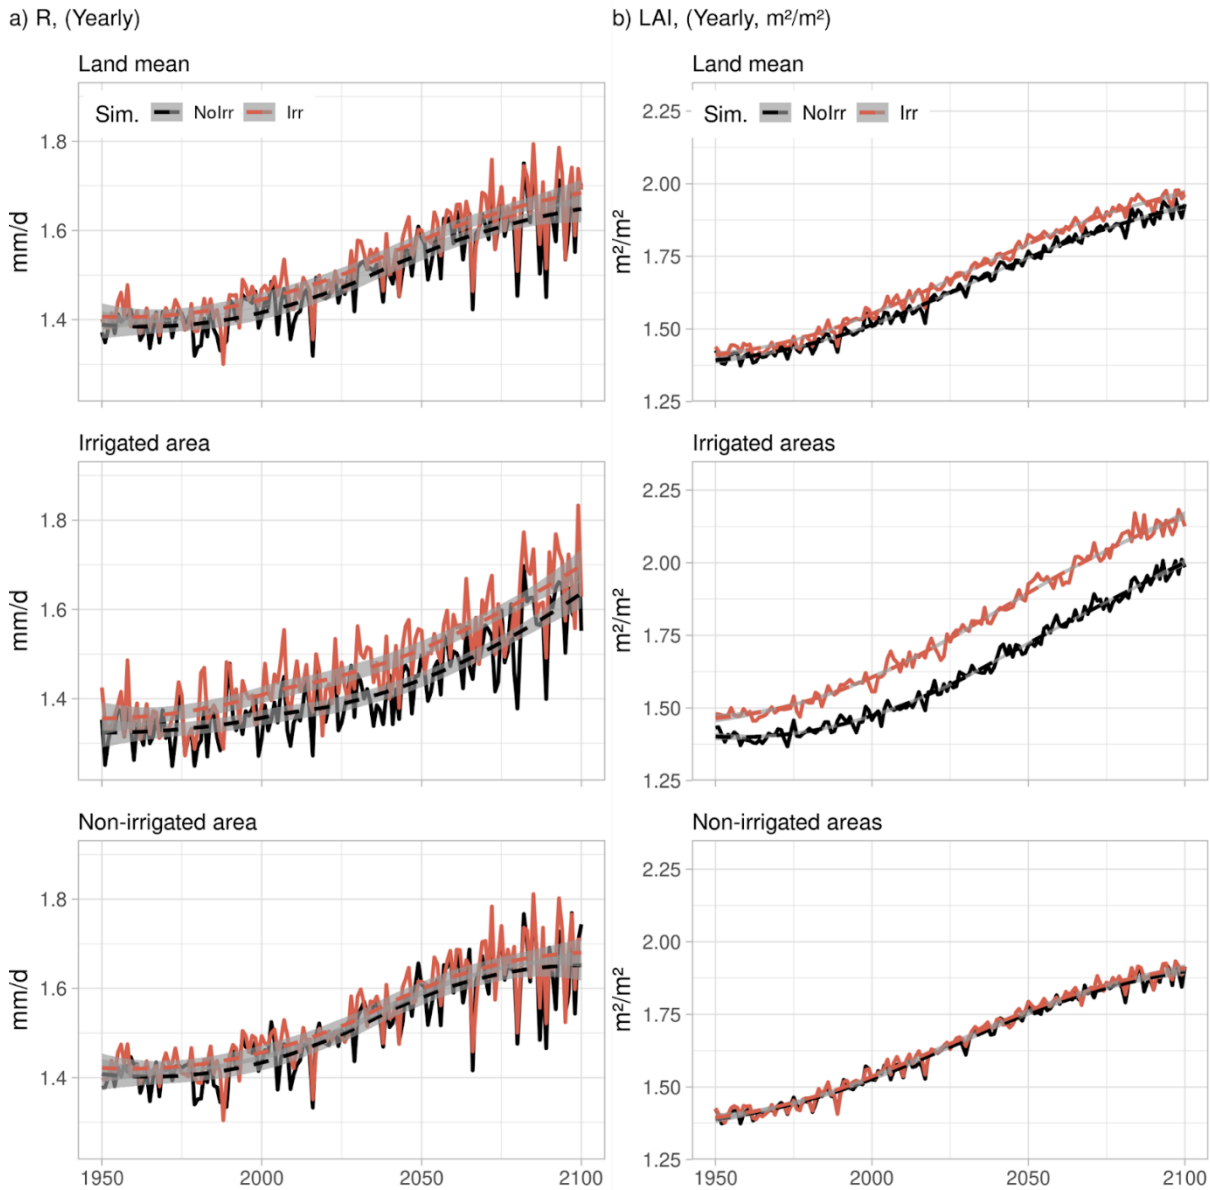 a) R, (Yearly)
Land mean
Sim. NoIrr Irr
mm/d
1.8
1.6
1.4
Irrigated area
mm/d
1.8
1.6
1.4
Non-irrigated area
mm/d
1.8
1.6
1.4
1950 2000 2050 2100
b) LAI, (Yearly, m²/m²)
Land mean
Sim. NoIrr Irr
m²/m²
2.25
2.00
1.75
1.50
1.25
Irrigated areas
m²/m²
2.25
2.00
1.75
1.50
1.25
Non-irrigated areas
m²/m²
2.25
2.00
1.75
1.50
1.25
1950 2000 2050 2100